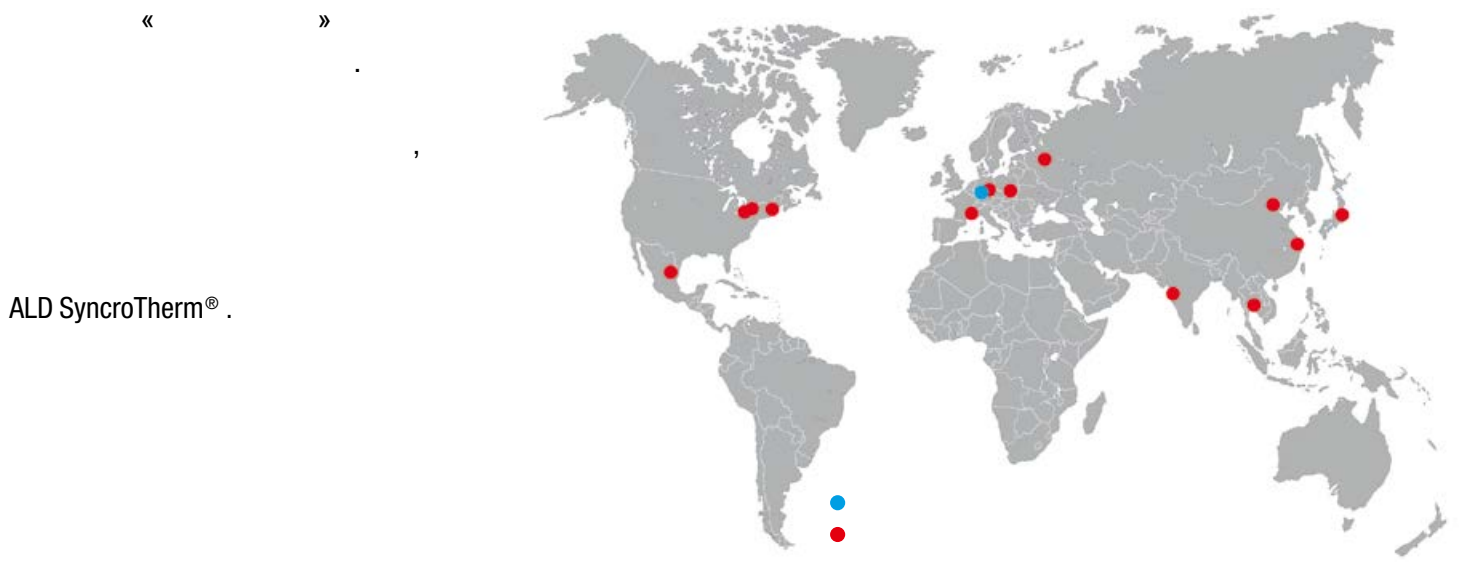 « »
.
,
ALD SyncroTherm® .